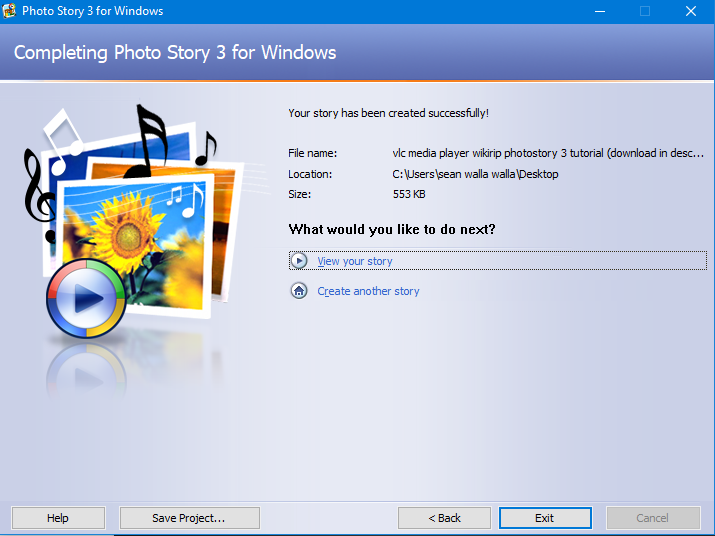 Photo Story 3 for Windows
Completing Photo Story 3 for Windows
Your story has been created successfully!
File name: vlc media player wikirip photostory 3 tutorial (download in desc...
Location: C:\Users\sean walla walla\Desktop
Size: 553 KB
What would you like to do next?
View your story
Create another story
Help Save Project... < Back Exit Cancel